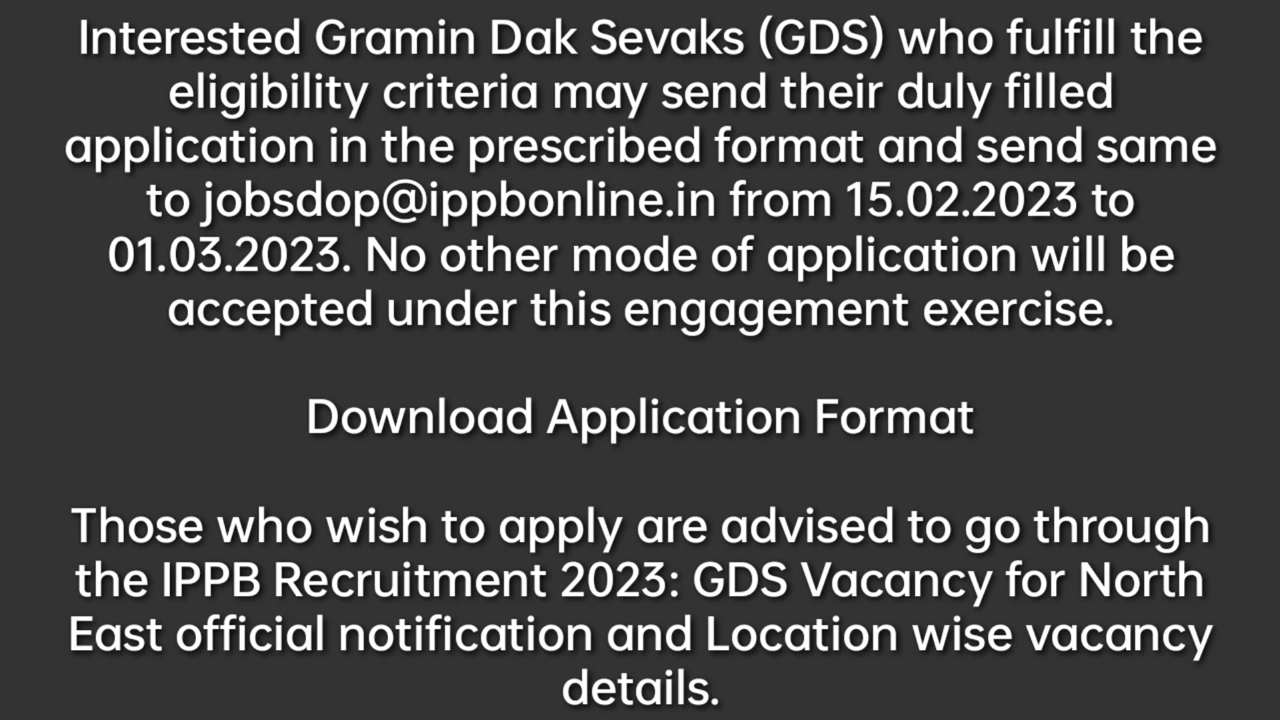 Interested Gramin Dak Sevaks (GDS) who fulfill the
eligibility criteria may send their duly filled
application in the prescribed format and send same
to jobsdop@ippbonline.in from 15.02.2023 to
01.03.2023. No other mode of application will be
accepted under this engagement exercise.
Download Application Format
Those who wish to apply are advised to go through
the IPPB Recruitment 2023: GDS Vacancy for North
East official notification and Location wise vacancy
details.